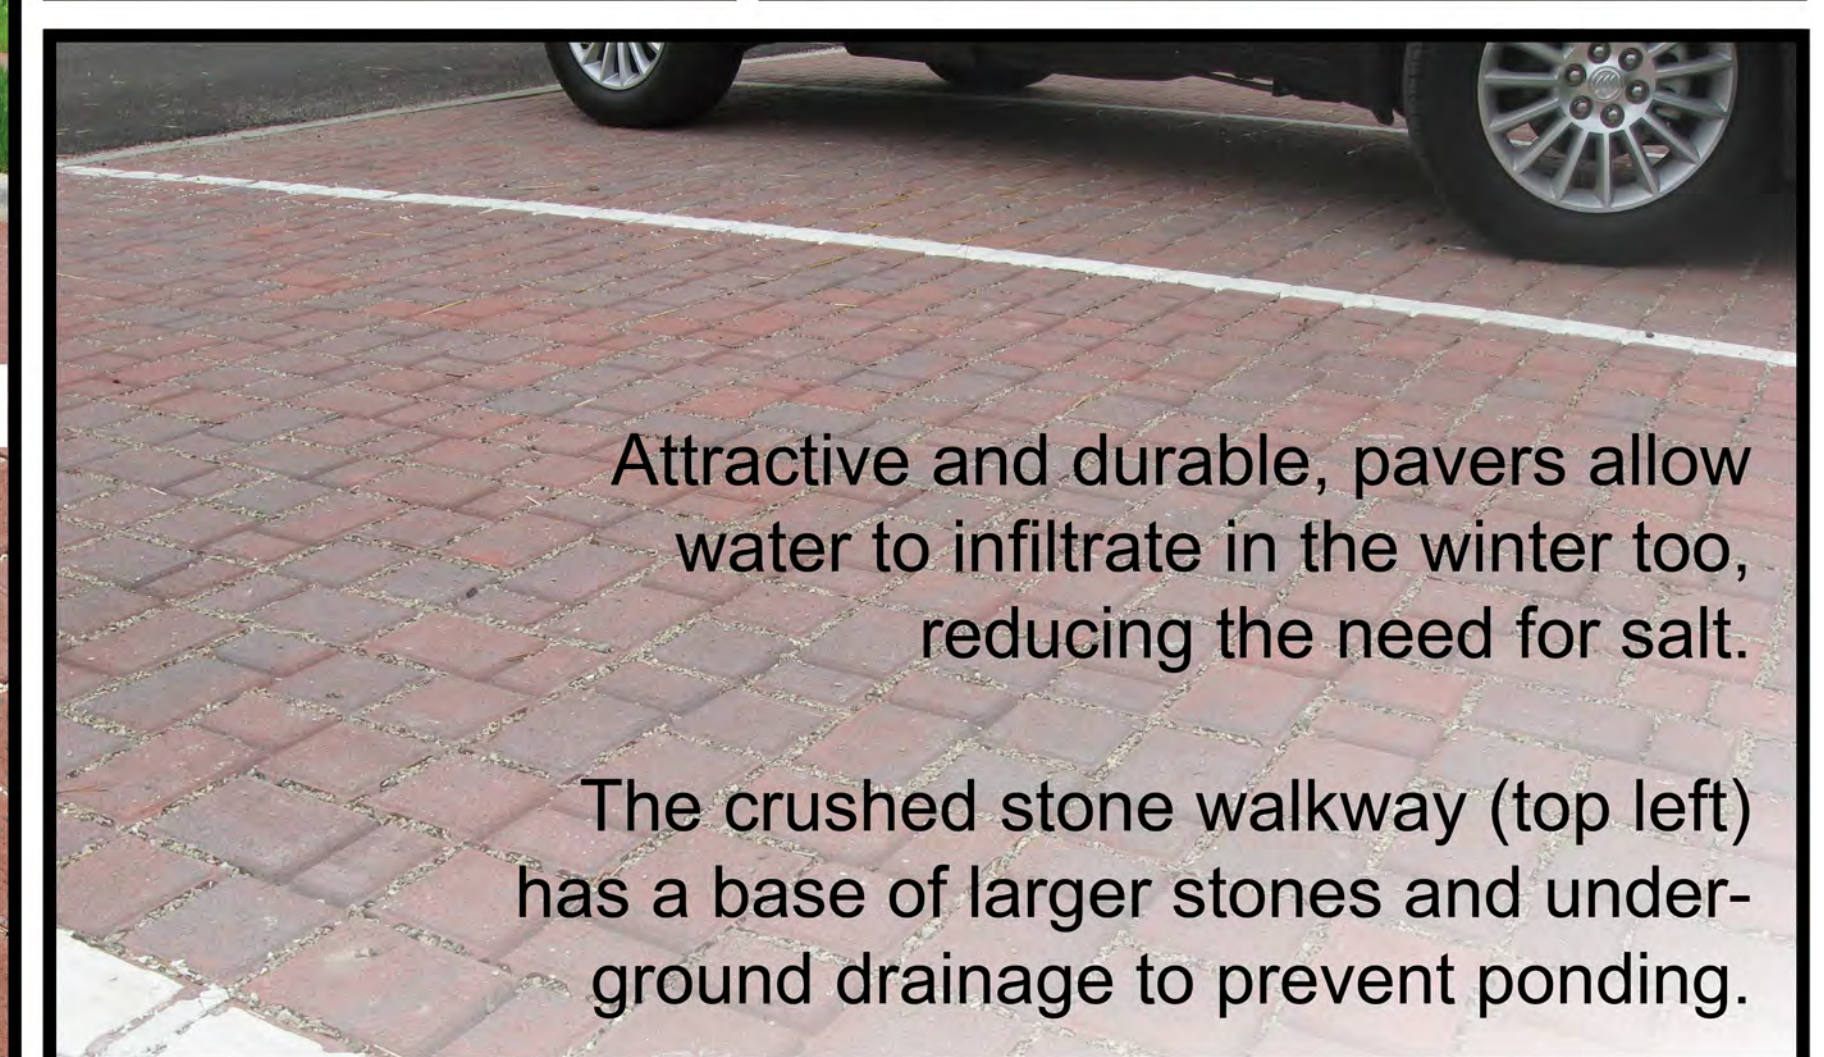 Attractive and durable, pavers allow
water to infiltrate in the winter too,
reducing the need for salt.
The crushed stone walkway (top left)
has a base of larger stones and under-
ground drainage to prevent ponding.